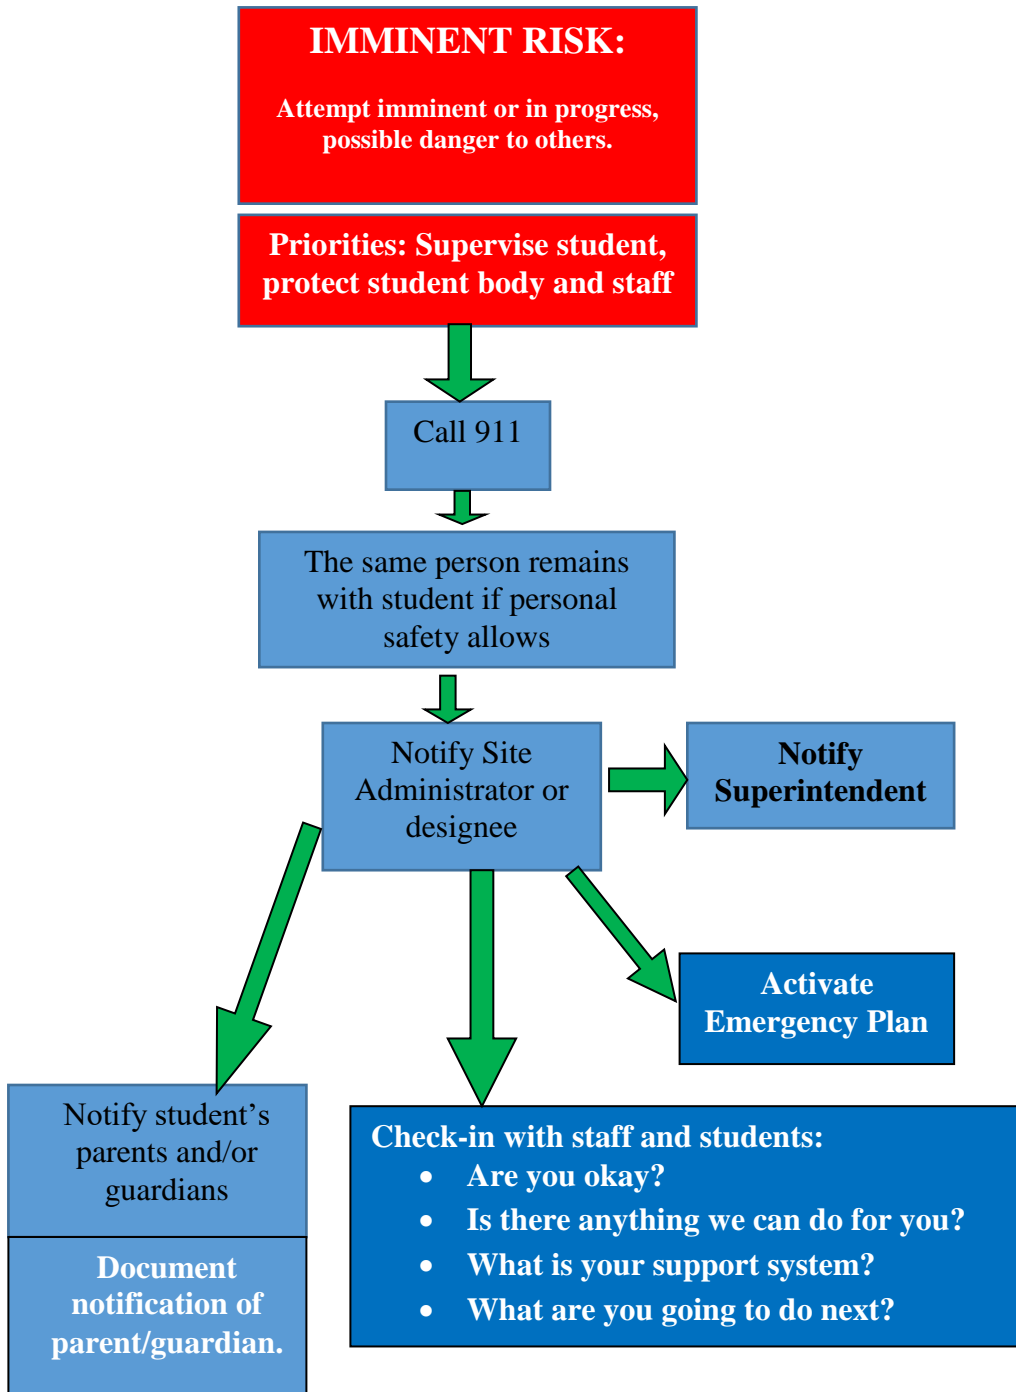 IMMINENT RISK:
Attempt imminent or in progress,
possible danger to others.
Priorities: Supervise student,
protect student body and staff
Call 911
The same person remains
with student if personal
safety allows
Notify Site
Administrator or
designee
Notify
Superintendent
Activate
Emergency Plan
Notify student’s
parents and/or
guardians
Document
notification of
parent/guardian.
Check-in with staff and students:
• Are you okay?
• Is there anything we can do for you?
• What is your support system?
• What are you going to do next?